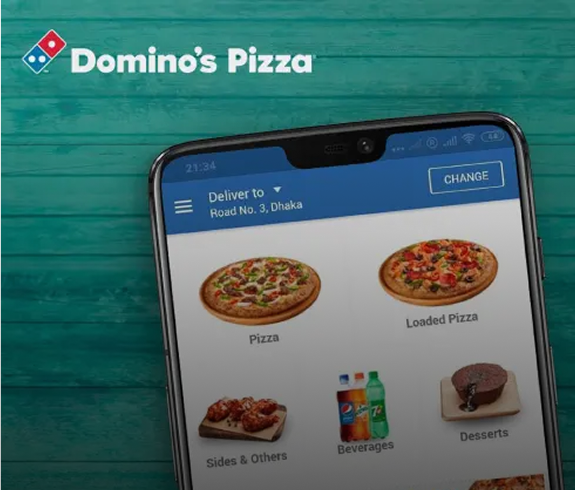 Domino's Pizza
21:34
Deliver to
Road No. 3, Dhaka
CHANGE
Pizza
Loaded Pizza
Sides & Others
Beverages
Desserts